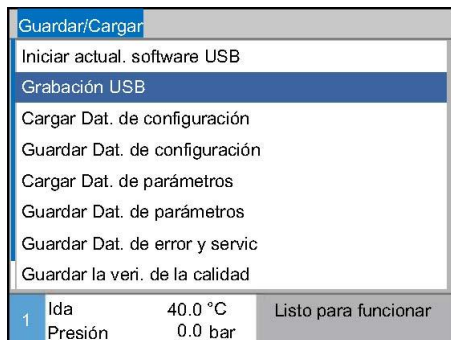 Guardar/Cargar
Iniciar actual. software USB
Grabación USB
Cargar Dat. de configuración
Guardar Dat. de configuración
Cargar Dat. de parámetros
Guardar Dat. de parámetros
Guardar Dat. de error y servic
Guardar la veri. de la calidad
1 Ida 40.0 °C Listo para funcionar
Presión 0.0 bar